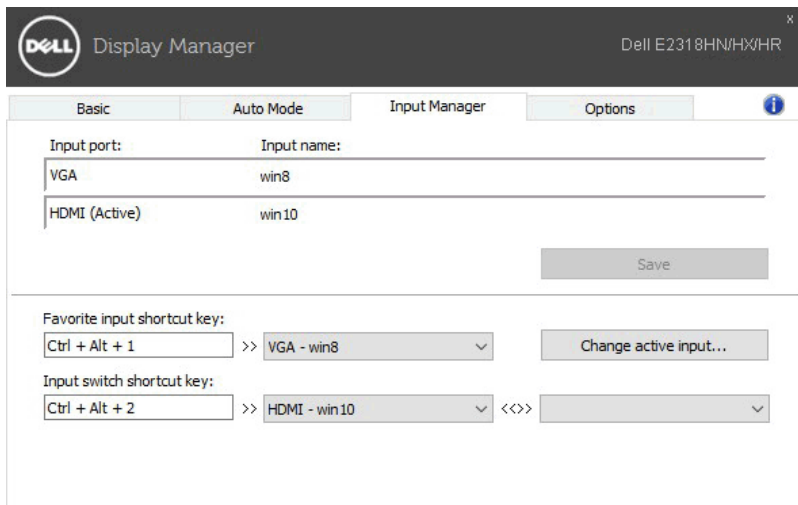 DELL Display Manager
x
Dell E2318HN/HX/HR
Basic Auto Mode Input Manager Options i
Input port: Input name:
VGA win8
HDMI (Active) win10
Save
Favorite input shortcut key:
Ctrl + Alt + 1 >> VGA - win8 Change active input...
Input switch shortcut key:
Ctrl + Alt + 2 >> HDMI - win10 <<>>